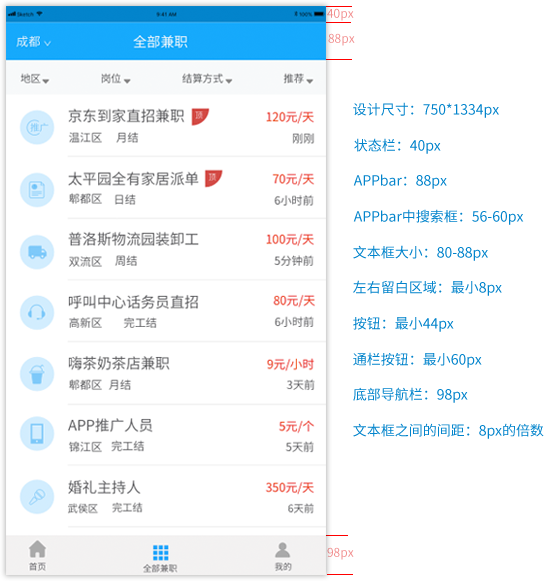 Sketch 9:41 AM 100%
40px
成都 全部兼职
88px
地区 岗位 结算方式 推荐
推广 京东到家直招兼职 顶 120元/天
温江区 月结 刚刚
太平园全有家居派单 顶 70元/天
郫都区 日结 6小时前
普洛斯物流园装卸工 100元/天
双流区 周结 5分钟前
呼叫中心话务员直招 80元/天
高新区 完工结 6小时前
嗨茶奶茶店兼职 9元/小时
郫都区 月结 3天前
APP推广人员 5元/个
锦江区 完工结 5天前
婚礼主持人 350元/天
武侯区 完工结 6天前
首页 全部兼职 我的
98px
设计尺寸：750*1334px
状态栏：40px
APPbar：88px
APPbar中搜索框：56-60px
文本框大小：80-88px
左右留白区域：最小8px
按钮：最小44px
通栏按钮：最小60px
底部导航栏：98px
文本框之间的间距：8px的倍数